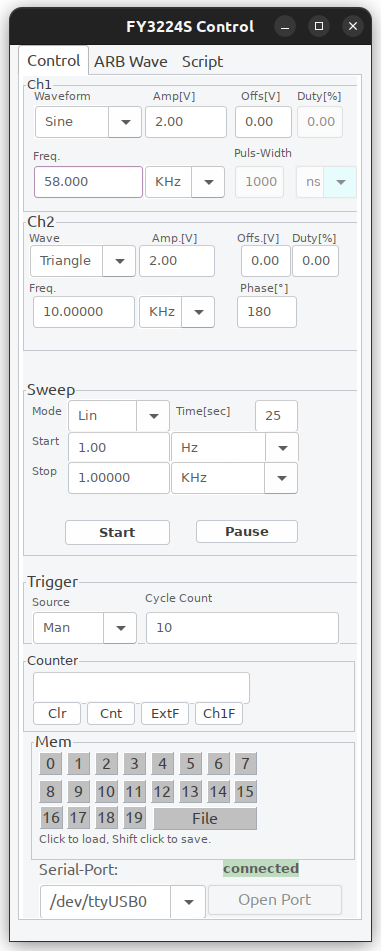 FY3224S Control
Control ARB Wave Script
Ch1
Waveform Amp[V] Offs[V] Duty[%]
Sine 2.00 0.00 0.00
Freq. Puls-Width
58.000 KHz 1000 ns
Ch2
Wave Amp.[V] Offs.[V] Duty[%]
Triangle 2.00 0.00 0.00
Freq. Phase[°]
10.00000 KHz 180
Sweep
Mode Lin Time[sec] 25
Start 1.00 Hz
Stop 1.00000 KHz
Start Pause
Trigger
Source Cycle Count
Man 10
Counter
Clr Cnt ExtF Ch1F
Mem
0 1 2 3 4 5 6 7
8 9 10 11 12 13 14 15
16 17 18 19 File
Click to load, Shift click to save.
Serial-Port: connected
/dev/ttyUSB0 Open Port